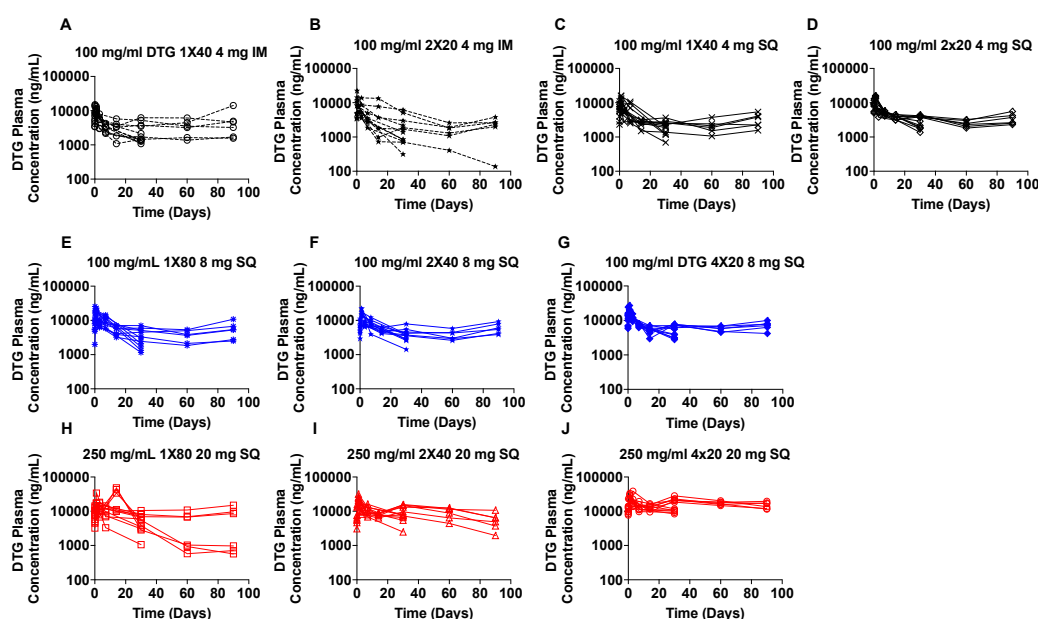 A
100 mg/ml DTG 1X40 4 mg IM
DTG Plasma
Concentration (ng/mL)
100000
10000
1000
100
0 20 40 60 80 100
Time (Days)
B
100 mg/ml 2X20 4 mg IM
DTG Plasma
Concentration (ng/mL)
100000
10000
1000
100
0 20 40 60 80 100
Time (Days)
C
100 mg/ml 1X40 4 mg SQ
DTG Plasma
Concentration (ng/mL)
100000
10000
1000
100
0 20 40 60 80 100
Time (Days)
D
100 mg/ml 2x20 4 mg SQ
DTG Plasma
Concentration (ng/mL)
100000
10000
1000
100
0 20 40 60 80 100
Time (Days)
E
100 mg/mL 1X80 8 mg SQ
DTG Plasma
Concentration (ng/mL)
100000
10000
1000
100
0 20 40 60 80 100
Time (Days)
F
100 mg/ml 2X40 8 mg SQ
DTG Plasma
Concentration (ng/mL)
100000
10000
1000
100
0 20 40 60 80 100
Time (Days)
G
100 mg/ml DTG 4X20 8 mg SQ
DTG Plasma
Concentration (ng/mL)
100000
10000
1000
100
0 20 40 60 80 100
Time (Days)
H
250 mg/mL 1X80 20 mg SQ
DTG Plasma
Concentration (ng/mL)
100000
10000
1000
100
0 20 40 60 80 100
Time (Days)
I
250 mg/ml 2X40 20 mg SQ
DTG Plasma
Concentration (ng/mL)
100000
10000
1000
100
0 20 40 60 80 100
Time (Days)
J
250 mg/ml 4x20 20 mg SQ
DTG Plasma
Concentration (ng/mL)
100000
10000
1000
100
0 20 40 60 80 100
Time (Days)